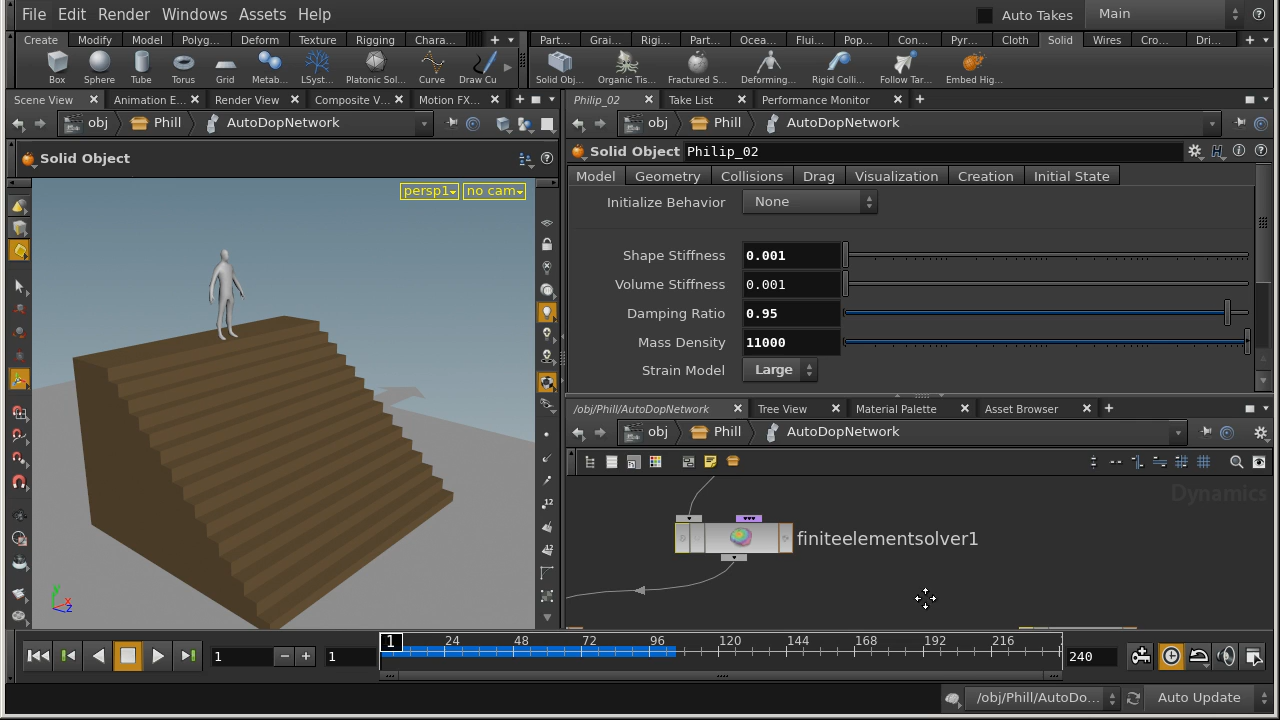 File Edit Render Windows Assets Help
Auto Takes Main
Create Modify Model Polyg... Deform Texture Rigging Chara...
Part... Grai... Rigi... Part... Ocea... Flui... Pop... Con... Pyr... Cloth Solid Wires Cro... Dri...
Box Sphere Tube Torus Grid Metab... LSyst... Platonic Sol... Curve Draw Cu
Solid Obj... Organic Tis... Fractured S... Deforming... Rigid Colli... Follow Tar... Embed Hig...
Scene View Animation E... Render View Composite V... Motion FX...
Philip_02 Take List Performance Monitor
obj Phill AutoDopNetwork
obj Phill AutoDopNetwork
Solid Object
Solid Object Philip_02
persp1 no cam
Model Geometry Collisions Drag Visualization Creation Initial State
Initialize Behavior None
Shape Stiffness 0.001
Volume Stiffness 0.001
Damping Ratio 0.95
Mass Density 11000
Strain Model Large
/obj/Phill/AutoDopNetwork Tree View Material Palette Asset Browser
obj Phill AutoDopNetwork
Dynamics
finiteelementsolver1
y x z
12
12
1 1 1 24 48 72 96 120 144 168 192 216 240
/obj/Phill/AutoDo... Auto Update